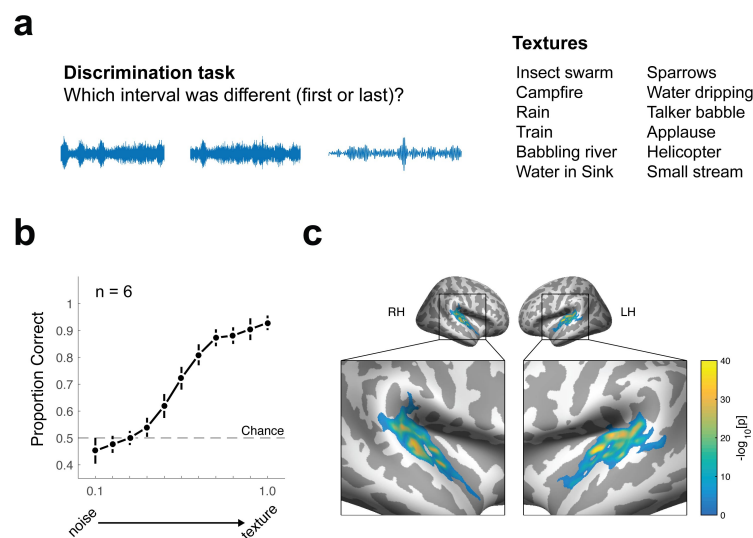 a
Discrimination task
Which interval was different (first or last)?
Textures
Insect swarm
Campfire
Rain
Train
Babbling river
Water in Sink
Sparrows
Water dripping
Talker babble
Applause
Helicopter
Small stream
b
n = 6
Proportion Correct
1
0.9
0.8
0.7
0.6
0.5
0.4
Chance
0.1
1.0
noise
texture
c
RH
LH
40
30
20
10
0
-log10[p]